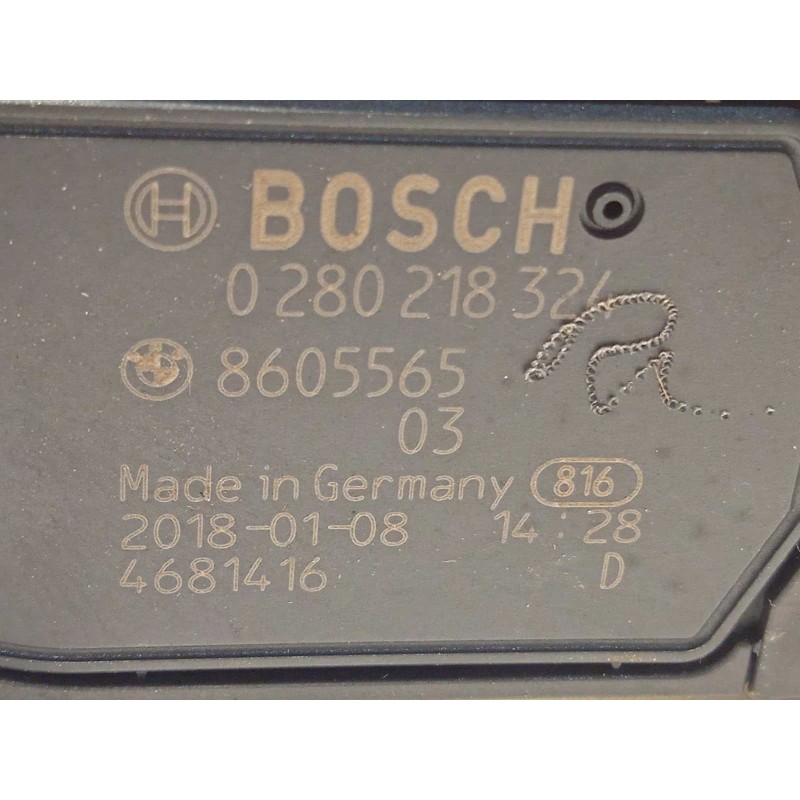 BOSCH
0 280 218 324
8605565
03
Made in Germany 816
2018-01-08 14:28
4681416 D